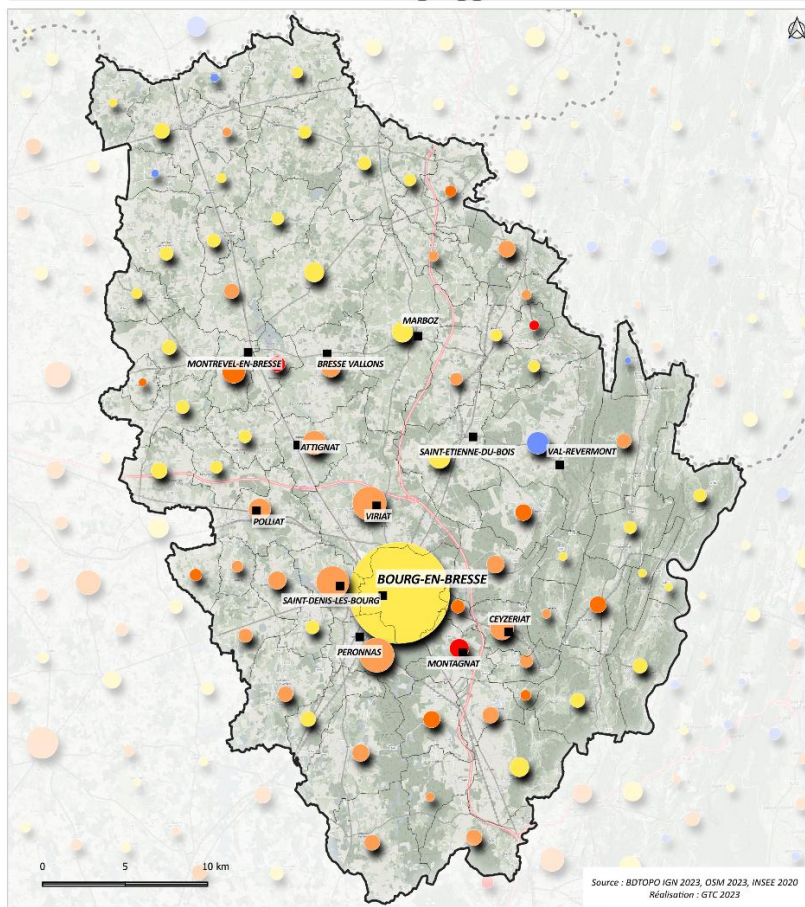 MARBOZ
MONTREVEL-EN-BRESSE
BRESSE VALLONS
ATTIGNAT
SAINT-ETIENNE-DU-BOIS
VAL-REVERMONT
POLLIAT
VIRIAT
BOURG-EN-BRESSE
SAINT-DENIS-LES-BOURG
CEYZERIAT
PERONNAS
MONTAGNAT
0 5 10 km
Source : BDTOPO IGN 2023, OSM 2023, INSEE 2020
Réalisation : GTC 2023